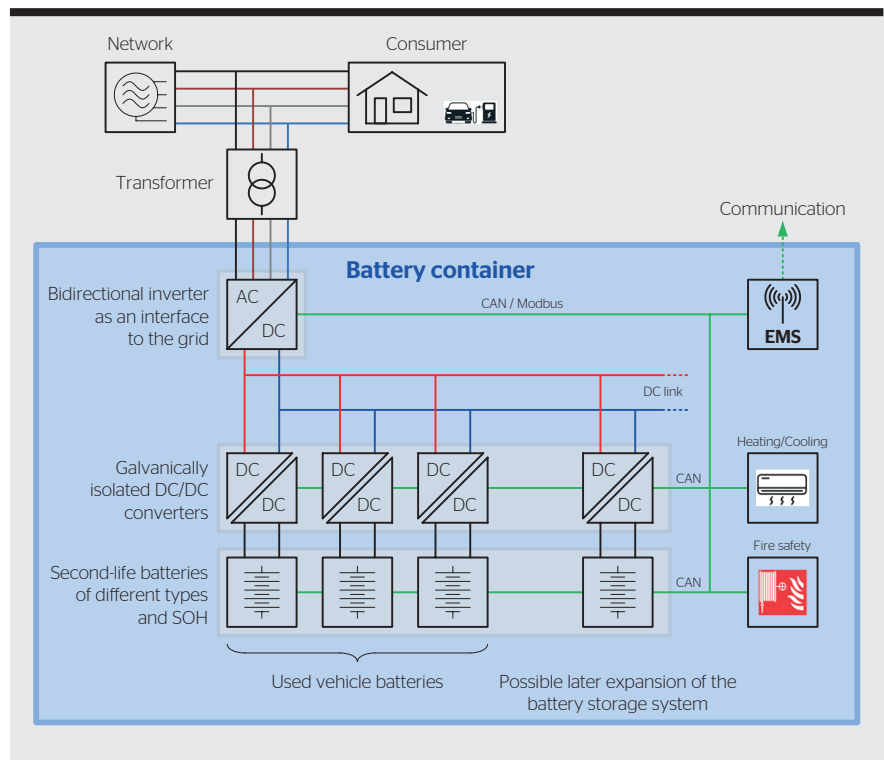 Network
Consumer
Transformer
Communication
Battery container
Bidirectional inverter
as an interface
to the grid
AC
DC
CAN / Modbus
EMS
DC link
Galvanically
isolated DC/DC
converters
DC
DC
DC
DC
DC
DC
DC
DC
CAN
Heating/Cooling
Second-life batteries
of different types
and SOH
CAN
Fire safety
Used vehicle batteries
Possible later expansion of the
battery storage system